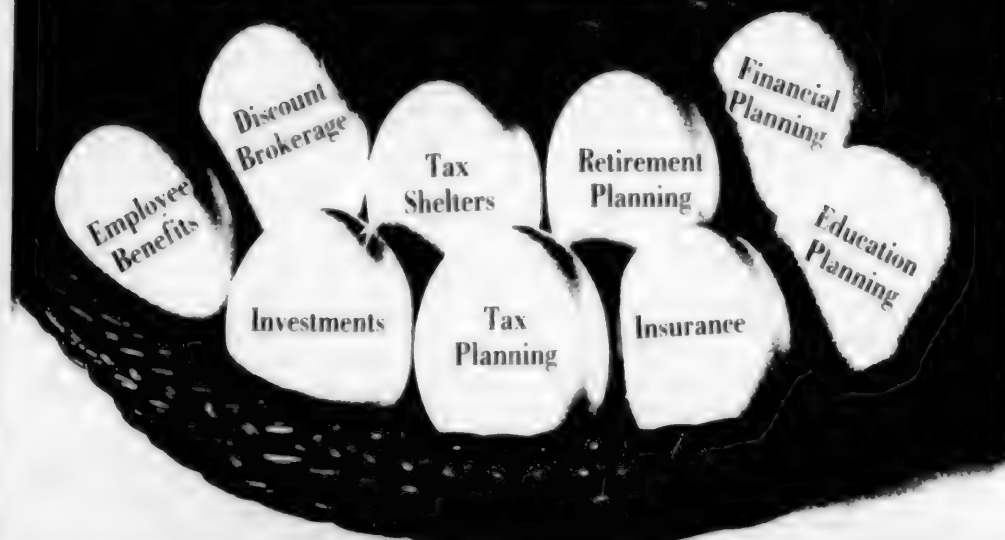 Discount
Brokerage
Financial
Planning
Tax
Shelters
Retirement
Planning
Employee
Benefits
Education
Planning
Investments
Tax
Planning
Insurance